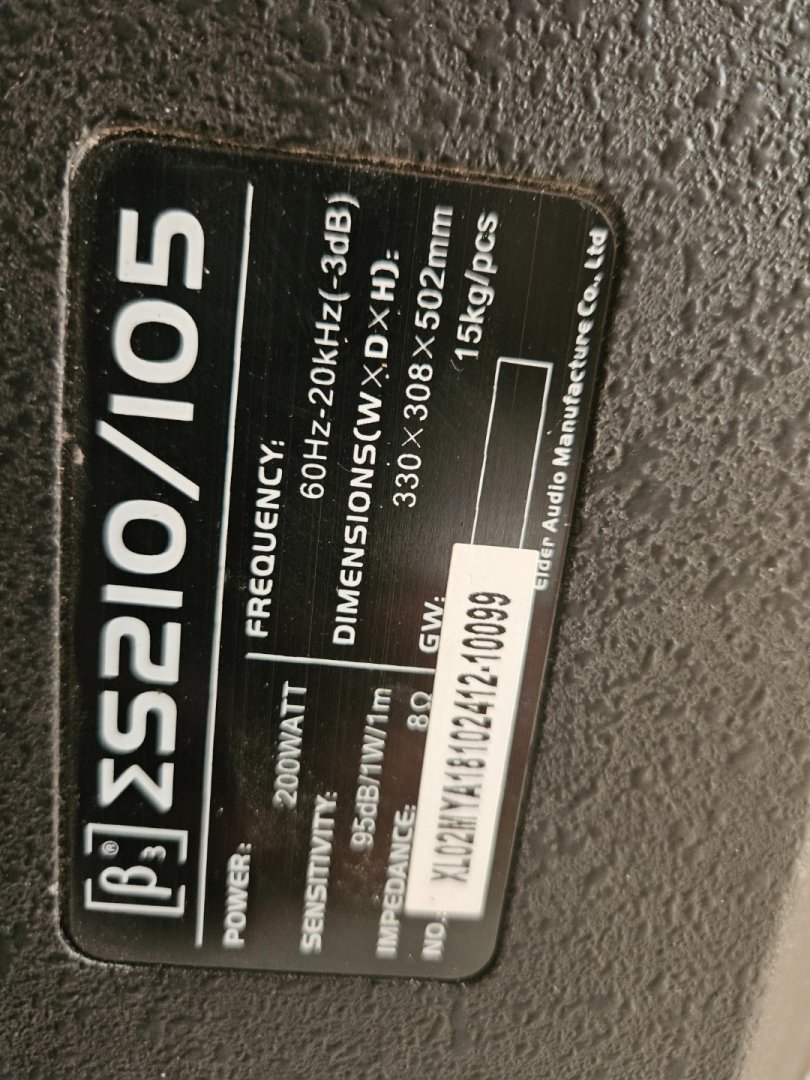 [β₃]® ΣS210/105
POWER:
200WATT
SENSITIVITY:
95dB/1W/1m
IMPEDANCE:
8Ω
FREQUENCY:
60Hz-20kHz(-3dB)
DIMENSIONS(W×D×H):
330×308×502mm
GW:
15kg/pcs
NO.:
XL02MYA18102412-10099
Elder Audio Manufacture Co., Ltd